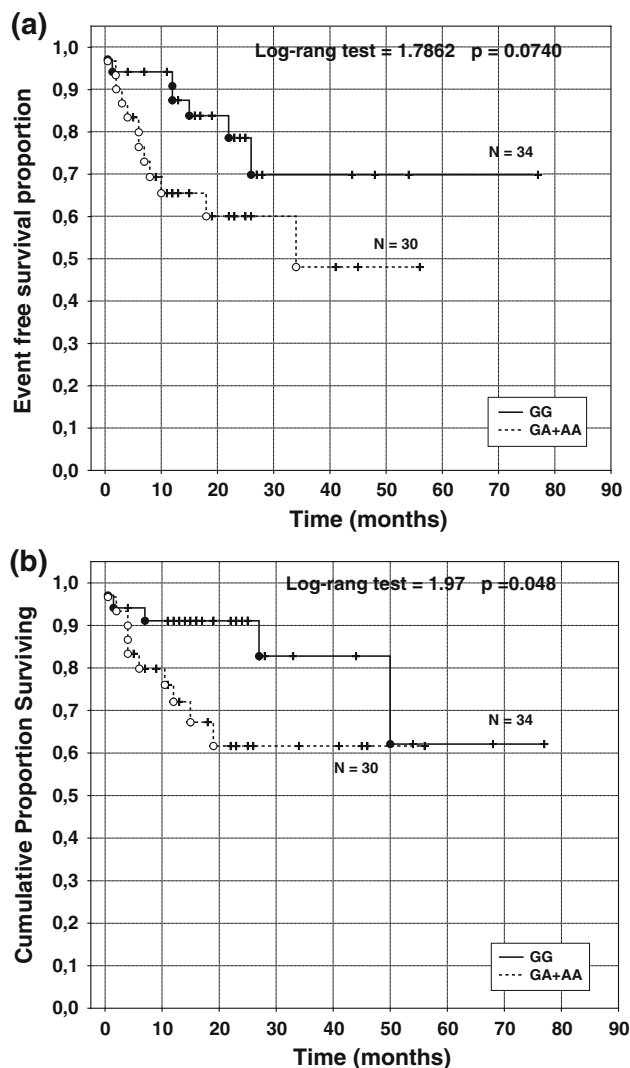 (a)
Log-rang test = 1.7862 p = 0.0740
1,0
0,9
0,8
0,7
0,6
0,5
0,4
0,3
0,2
0,1
0,0
Event free survival proportion
N = 34
N = 30
GG
GA+AA
0 10 20 30 40 50 60 70 80 90
Time (months)
(b)
Log-rang test = 1.97 p =0.048
1,0
0,9
0,8
0,7
0,6
0,5
0,4
0,3
0,2
0,1
0,0
Cumulative Proportion Surviving
N = 34
N = 30
GG
GA+AA
0 10 20 30 40 50 60 70 80 90
Time (months)